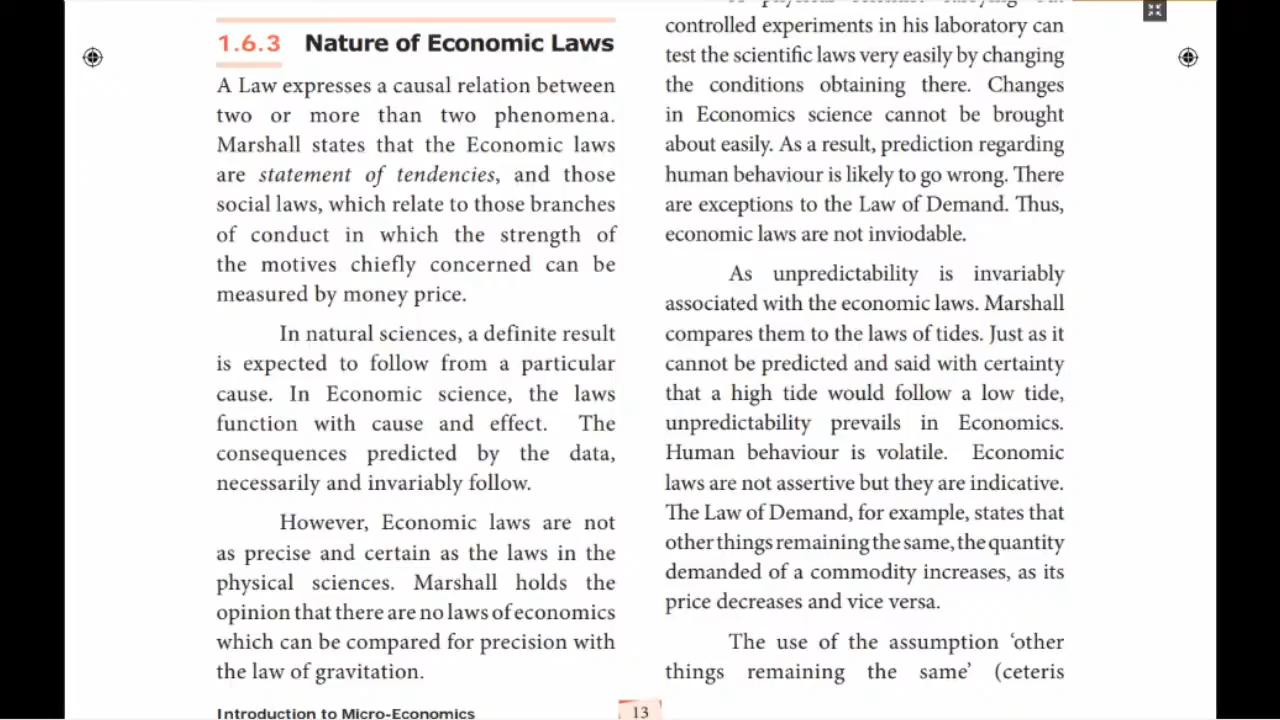 1.6.3 Nature of Economic Laws
A Law expresses a causal relation between
two or more than two phenomena.
Marshall states that the Economic laws
are statement of tendencies, and those
social laws, which relate to those branches
of conduct in which the strength of
the motives chiefly concerned can be
measured by money price.
In natural sciences, a definite result
is expected to follow from a particular
cause. In Economic science, the laws
function with cause and effect. The
consequences predicted by the data,
necessarily and invariably follow.
However, Economic laws are not
as precise and certain as the laws in the
physical sciences. Marshall holds the
opinion that there are no laws of economics
which can be compared for precision with
the law of gravitation.
controlled experiments in his laboratory can
test the scientific laws very easily by changing
the conditions obtaining there. Changes
in Economics science cannot be brought
about easily. As a result, prediction regarding
human behaviour is likely to go wrong. There
are exceptions to the Law of Demand. Thus,
economic laws are not inviodable.
As unpredictability is invariably
associated with the economic laws. Marshall
compares them to the laws of tides. Just as it
cannot be predicted and said with certainty
that a high tide would follow a low tide,
unpredictability prevails in Economics.
Human behaviour is volatile. Economic
laws are not assertive but they are indicative.
The Law of Demand, for example, states that
other things remaining the same, the quantity
demanded of a commodity increases, as its
price decreases and vice versa.
The use of the assumption ‘other
things remaining the same’ (ceteris
Introduction to Micro-Economics 13